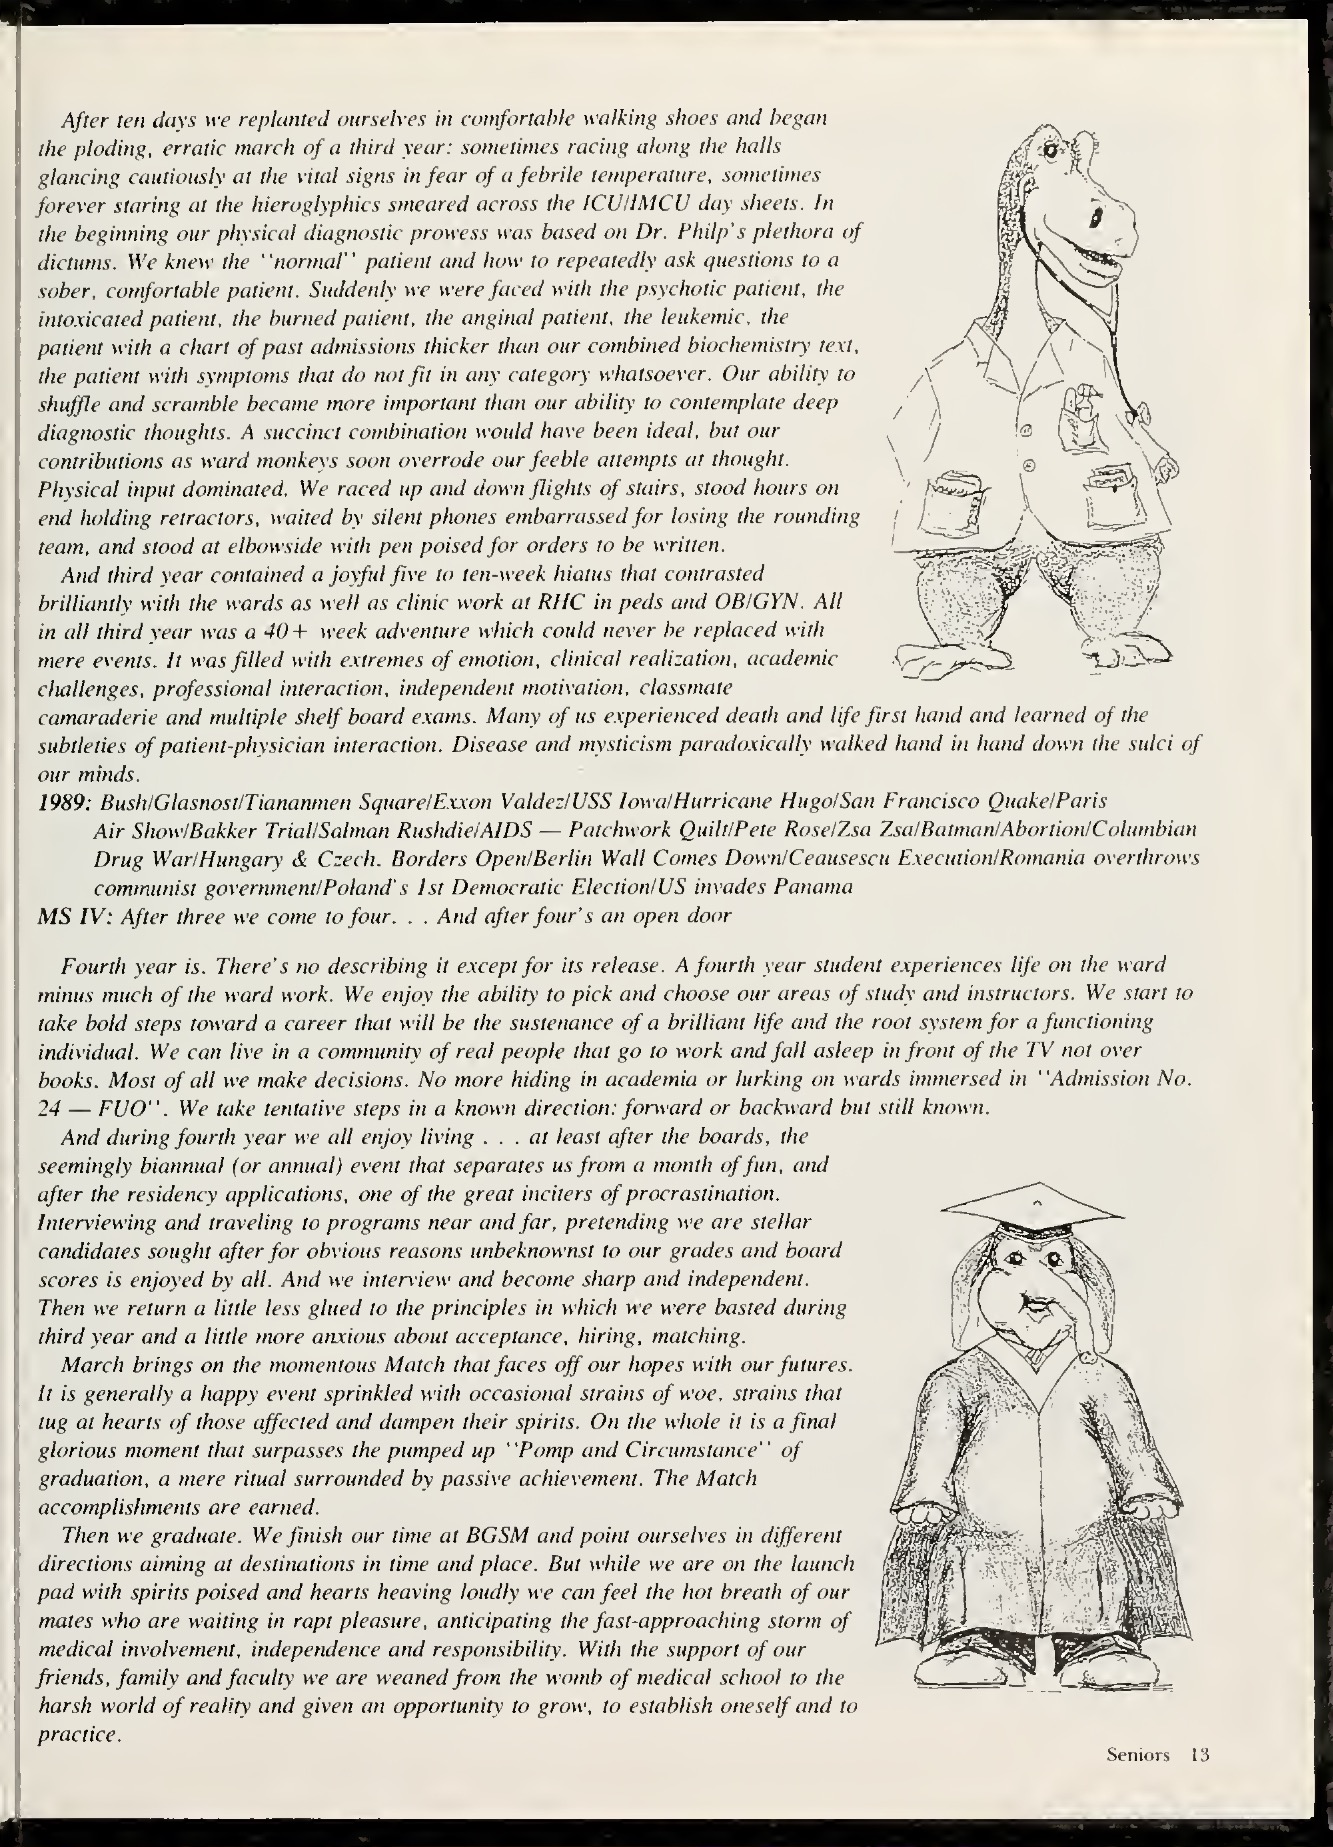 After ten days we replanted ourselves in comfortable walking shoes and began
the ploding, erratic march of a third year: sometimes racing along the halls
glancing cautiously at the vital signs in fear of a febrile temperature, sometimes
forever staring at the hieroglyphics smeared across the ICU/IMCU day sheets. In
the beginning our physical diagnostic prowess was based on Dr. Philp's plethora of
dictums. We knew the "normal" patient and how to repeatedly ask questions to a
sober, comfortable patient. Suddenly we were faced with the psychotic patient, the
intoxicated patient, the burned patient, the anginal patient, the leukemic, the
patient with a chart of past admissions thicker than our combined biochemistry text,
the patient with symptoms that do not fit in any category whatsoever. Our ability to
shuffle and scramble became more important than our ability to contemplate deep
diagnostic thoughts. A succinct combination would have been ideal, but our
contributions as ward monkeys soon overrode our feeble attempts at thought.
Physical input dominated. We raced up and down flights of stairs, stood hours on
end holding retractors, waited by silent phones embarrassed for losing the rounding
team, and stood at elbowside with pen poised for orders to be written.
And third year contained a joyful five to ten-week hiatus that contrasted
brilliantly with the wards as well as clinic work at RHC in peds and OB/GYN. All
in all third year was a 40+ week adventure which could never be replaced with
mere events. It was filled with extremes of emotion, clinical realization, academic
challenges, professional interaction, independent motivation, classmate
camaraderie and multiple shelf board exams. Many of us experienced death and life first hand and learned of the
subtleties of patient-physician interaction. Disease and mysticism paradoxically walked hand in hand down the sulci of
our minds.
1989: Bush/Glasnost/Tiananmen Square/Exxon Valdez/USS Iowa/Hurricane Hugo/San Francisco Quake/Paris
Air Show/Bakker Trial/Salman Rushdie/AIDS — Patchwork Quilt/Pete Rose/Zsa Zsa/Batman/Abortion/Columbian
Drug War/Hungary & Czech. Borders Open/Berlin Wall Comes Down/Ceausescu Execution/Romania overthrows
communist government/Poland's 1st Democratic Election/US invades Panama
MS IV: After three we come to four. . . And after four's an open door
Fourth year is. There's no describing it except for its release. A fourth year student experiences life on the ward
minus much of the ward work. We enjoy the ability to pick and choose our areas of study and instructors. We start to
take bold steps toward a career that will be the sustenance of a brilliant life and the root system for a functioning
individual. We can live in a community of real people that go to work and fall asleep in front of the TV not over
books. Most of all we make decisions. No more hiding in academia or lurking on wards immersed in "Admission No.
24 — FUO". We take tentative steps in a known direction: forward or backward but still known.
And during fourth year we all enjoy living . . . at least after the boards, the
seemingly biannual (or annual) event that separates us from a month of fun, and
after the residency applications, one of the great inciters of procrastination.
Interviewing and traveling to programs near and far, pretending we are stellar
candidates sought after for obvious reasons unbeknownst to our grades and board
scores is enjoyed by all. And we interview and become sharp and independent.
Then we return a little less glued to the principles in which we were basted during
third year and a little more anxious about acceptance, hiring, matching.
March brings on the momentous Match that faces off our hopes with our futures.
It is generally a happy event sprinkled with occasional strains of woe, strains that
tug at hearts of those affected and dampen their spirits. On the whole it is a final
glorious moment that surpasses the pumped up "Pomp and Circumstance" of
graduation, a mere ritual surrounded by passive achievement. The Match
accomplishments are earned.
Then we graduate. We finish our time at BGSM and point ourselves in different
directions aiming at destinations in time and place. But while we are on the launch
pad with spirits poised and hearts heaving loudly we can feel the hot breath of our
mates who are waiting in rapt pleasure, anticipating the fast-approaching storm of
medical involvement, independence and responsibility. With the support of our
friends, family and faculty we are weaned from the womb of medical school to the
harsh world of reality and given an opportunity to grow, to establish oneself and to
practice.
Seniors 13